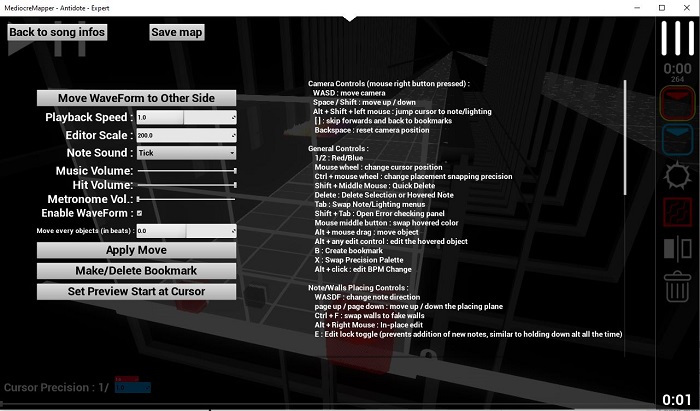 MediocreMapper - Antidote - Expert
Back to song infos
Save map
0:00
264
Move WaveForm to Other Side
Playback Speed : 1.0
Editor Scale : 200.0
Note Sound : Tick
Music Volume:
Hit Volume:
Metronome Vol.:
Enable WaveForm :
Move every objects (in beats) : 0.0
Apply Move
Make/Delete Bookmark
Set Preview Start at Cursor
Camera Controls (mouse right button pressed) :
WASD : move camera
Space / Shift : move up / down
Alt + Shift + left mouse : jump cursor to note/lighting
[ ] : skip forwards and back to bookmarks
Backspace : reset camera position
General Controls :
1/2 : Red/Blue
Mouse wheel : change cursor position
Ctrl + mouse wheel : change placement snapping precision
Shift + Middle Mouse : Quick Delete
Delete : Delete Selection or Hovered Note
Tab : Swap Note/Lighting menus
Shift + Tab : Open Error checking panel
Mouse middle button : swap hovered color
Alt + mouse drag : move object
Alt + any edit control : edit the hovered object
B : Create bookmark
X : Swap Precision Palette
Alt + click : edit BPM Change
Note/Walls Placing Controls :
WASDF : change note direction
page up / page down : move up / down the placing plane
Ctrl + F : swap walls to fake walls
Alt + Right Mouse : In-place edit
E : Edit lock toggle (prevents addition of new notes, similar to holding down alt all the time)
Cursor Precision : 1/
0:01